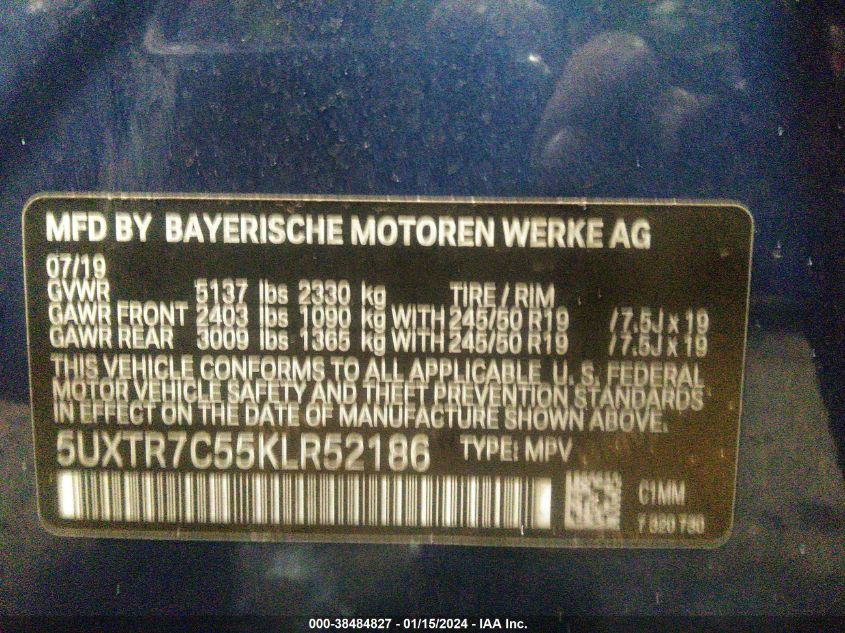 MFD BY BAYERISCHE MOTOREN WERKE AG
07/19
GVWR 5137 lbs 2330 kg TIRE / RIM
GAWR FRONT 2403 lbs 1090 kg WITH 245/50 R19 /7.5J x 19
GAWR REAR 3009 lbs 1365 kg WITH 245/50 R19 /7.5J x 19
THIS VEHICLE CONFORMS TO ALL APPLICABLE U. S. FEDERAL
MOTOR VEHICLE SAFETY AND THEFT PREVENTION STANDARDS
IN EFFECT ON THE DATE OF MANUFACTURE SHOWN ABOVE.
5UXTR7C55KLR52186 TYPE: MPV
C1MM
7 320 730
000-38484827 - 01/15/2024 - IAA Inc.